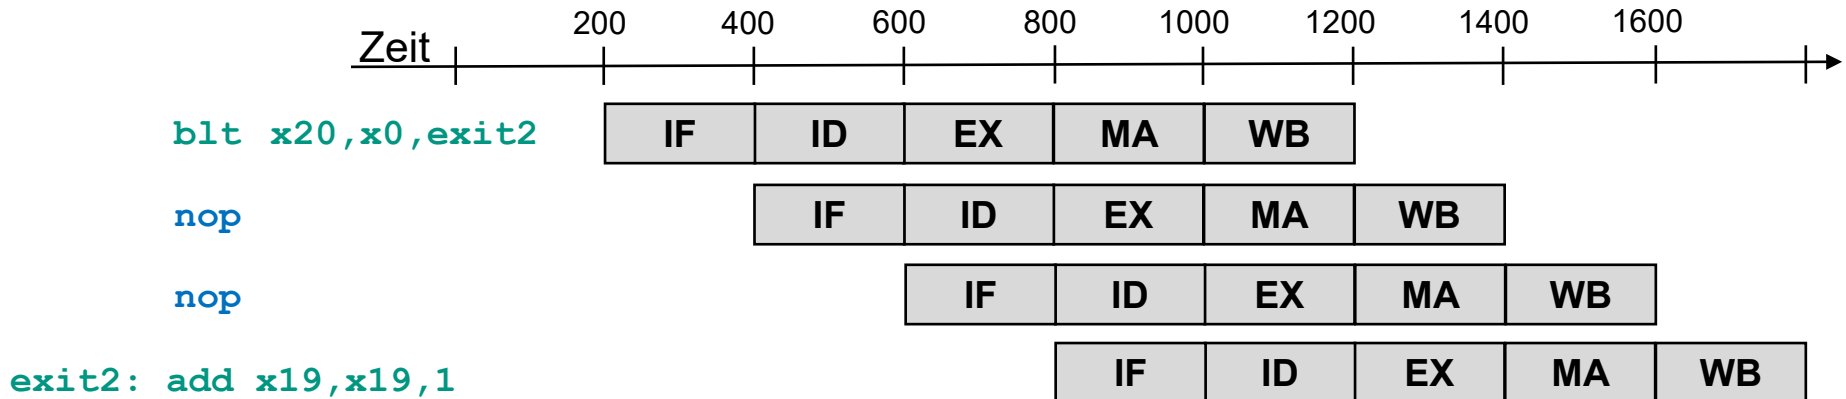 200 400 600 800 1000 1200 1400 1600
Zeit
blt x20,x0,exit2 IF ID EX MA WB
nop IF ID EX MA WB
nop IF ID EX MA WB
exit2: add x19,x19,1 IF ID EX MA WB